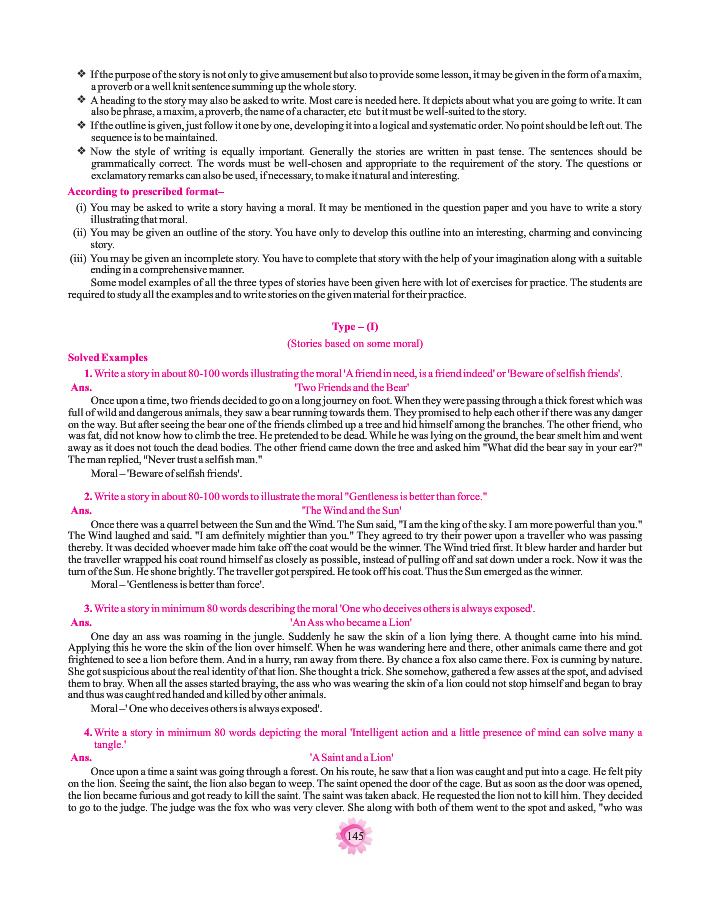 ❖ If the purpose of the story is not only to give amusement but also to provide some lesson, it may be given in the form of a maxim,
a proverb or a well knit sentence summing up the whole story.
❖ A heading to the story may also be asked to write. Most care is needed here. It depicts about what you are going to write. It can
also be phrase, a maxim, a proverb, the name of a character, etc but it must be well-suited to the story.
❖ If the outline is given, just follow it one by one, developing it into a logical and systematic order. No point should be left out. The
sequence is to be maintained.
❖ Now the style of writing is equally important. Generally the stories are written in past tense. The sentences should be
grammatically correct. The words must be well-chosen and appropriate to the requirement of the story. The questions or
exclamatory remarks can also be used, if necessary, to make it natural and interesting.
According to prescribed format–
(i) You may be asked to write a story having a moral. It may be mentioned in the question paper and you have to write a story
illustrating that moral.
(ii) You may be given an outline of the story. You have only to develop this outline into an interesting, charming and convincing
story.
(iii) You may be given an incomplete story. You have to complete that story with the help of your imagination along with a suitable
ending in a comprehensive manner.
Some model examples of all the three types of stories have been given here with lot of exercises for practice. The students are
required to study all the examples and to write stories on the given material for their practice.
Type – (I)
(Stories based on some moral)
Solved Examples
1. Write a story in about 80-100 words illustrating the moral 'A friend in need, is a friend indeed' or 'Beware of selfish friends'.
Ans. 'Two Friends and the Bear'
Once upon a time, two friends decided to go on a long journey on foot. When they were passing through a thick forest which was
full of wild and dangerous animals, they saw a bear running towards them. They promised to help each other if there was any danger
on the way. But after seeing the bear one of the friends climbed up a tree and hid himself among the branches. The other friend, who
was fat, did not know how to climb the tree. He pretended to be dead. While he was lying on the ground, the bear smelt him and went
away as it does not touch the dead bodies. The other friend came down the tree and asked him "What did the bear say in your ear?"
The man replied, "Never trust a selfish man."
Moral – 'Beware of selfish friends'.
2. Write a story in about 80-100 words to illustrate the moral "Gentleness is better than force."
Ans. 'The Wind and the Sun'
Once there was a quarrel between the Sun and the Wind. The Sun said, "I am the king of the sky. I am more powerful than you."
The Wind laughed and said. "I am definitely mightier than you." They agreed to try their power upon a traveller who was passing
thereby. It was decided whoever made him take off the coat would be the winner. The Wind tried first. It blew harder and harder but
the traveller wrapped his coat round himself as closely as possible, instead of pulling off and sat down under a rock. Now it was the
turn of the Sun. He shone brightly. The traveller got perspired. He took off his coat. Thus the Sun emerged as the winner.
Moral – 'Gentleness is better than force'.
3. Write a story in minimum 80 words describing the moral 'One who deceives others is always exposed'.
Ans. 'An Ass who became a Lion'
One day an ass was roaming in the jungle. Suddenly he saw the skin of a lion lying there. A thought came into his mind.
Applying this he wore the skin of the lion over himself. When he was wandering here and there, other animals came there and got
frightened to see a lion before them. And in a hurry, ran away from there. By chance a fox also came there. Fox is cunning by nature.
She got suspicious about the real identity of that lion. She thought a trick. She somehow, gathered a few asses at the spot, and advised
them to bray. When all the asses started braying, the ass who was wearing the skin of a lion could not stop himself and began to bray
and thus was caught red handed and killed by other animals.
Moral –' One who deceives others is always exposed'.
4. Write a story in minimum 80 words depicting the moral 'Intelligent action and a little presence of mind can solve many a
tangle.'
Ans. 'A Saint and a Lion'
Once upon a time a saint was going through a forest. On his route, he saw that a lion was caught and put into a cage. He felt pity
on the lion. Seeing the saint, the lion also began to weep. The saint opened the door of the cage. But as soon as the door was opened,
the lion became furious and got ready to kill the saint. The saint was taken aback. He requested the lion not to kill him. They decided
to go to the judge. The judge was the fox who was very clever. She along with both of them went to the spot and asked, "who was
145